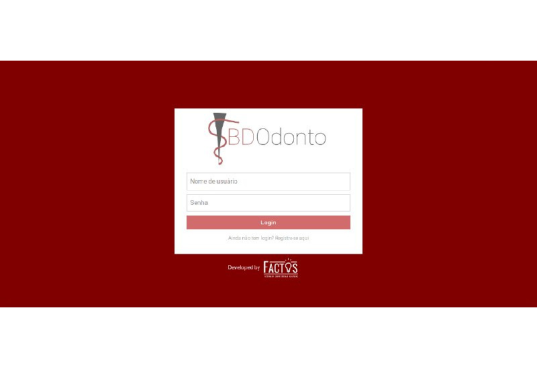 BDOdonto
Nome de usuário
Senha
Login
Ainda não tem login? Registre-se aqui
Developed by FACTOS